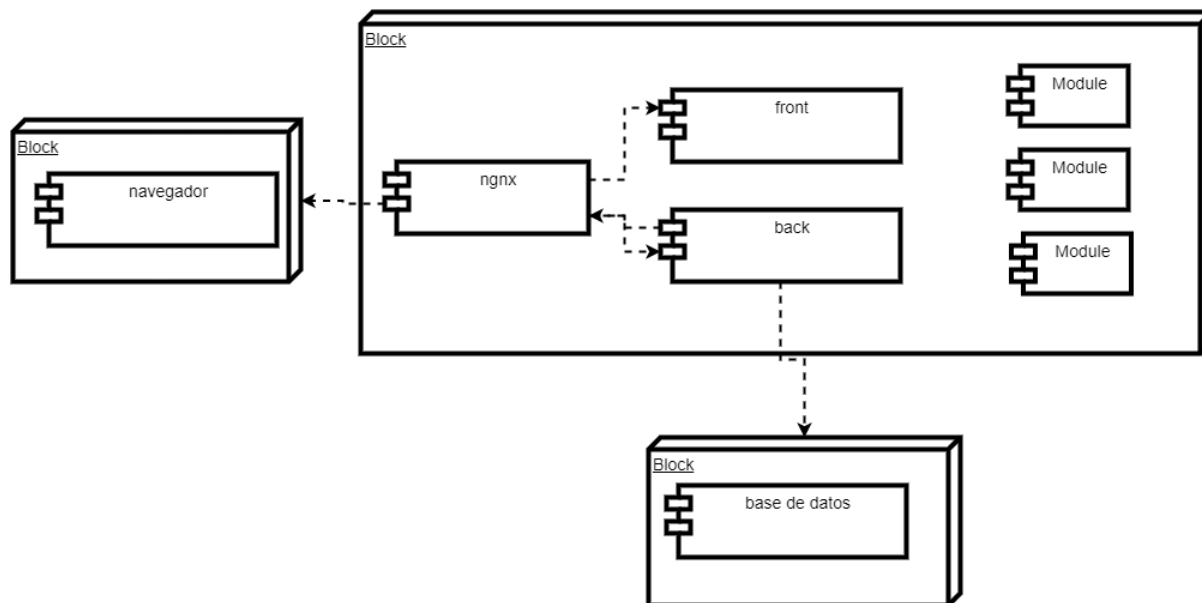 Block
navegador
Block
ngnx
front
back
Module
Module
Module
Block
base de datos